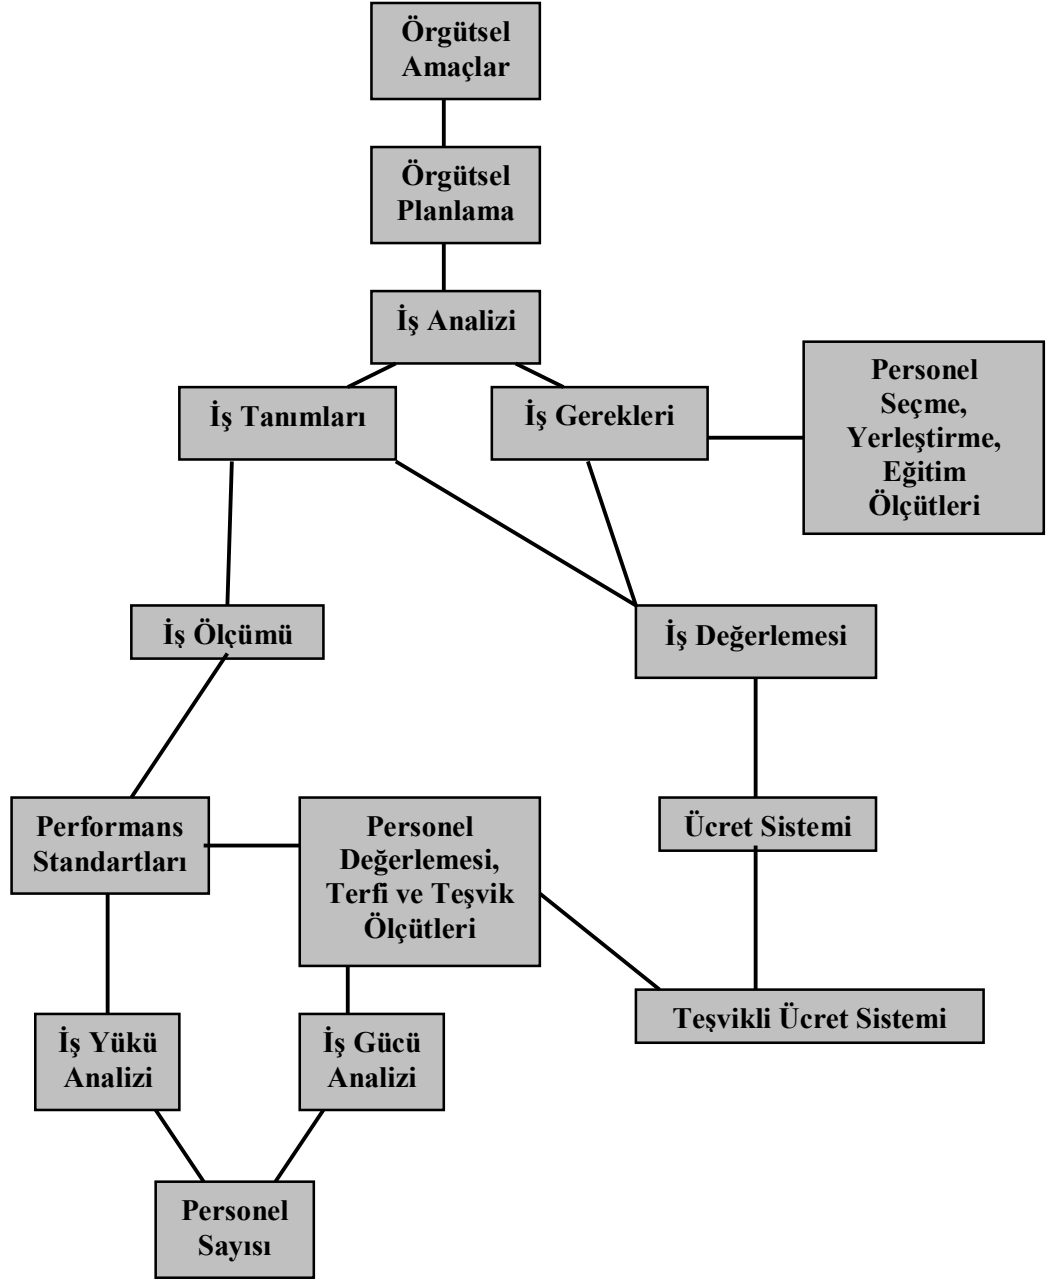 Örgütsel
Amaçlar
Örgütsel
Planlama
İş Analizi
İş Tanımları
İş Gerekleri
Personel
Seçme,
Yerleştirme,
Eğitim
Ölçütleri
İş Ölçümü
İş Değerlemesi
Performans
Standartları
Personel
Değerlemesi,
Terfi ve Teşvik
Ölçütleri
Ücret Sistemi
Teşvikli Ücret Sistemi
İş Yükü
Analizi
İş Gücü
Analizi
Personel
Sayısı